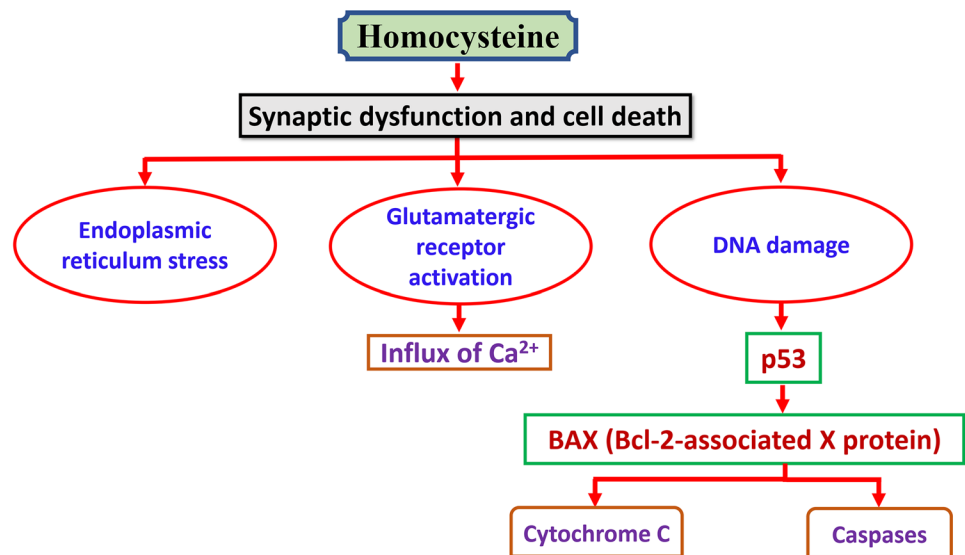 Homocysteine
Synaptic dysfunction and cell death
Endoplasmic
reticulum stress
Glutamatergic
receptor
activation
DNA damage
Influx of Ca²⁺
p53
BAX (Bcl-2-associated X protein)
Cytochrome C
Caspases